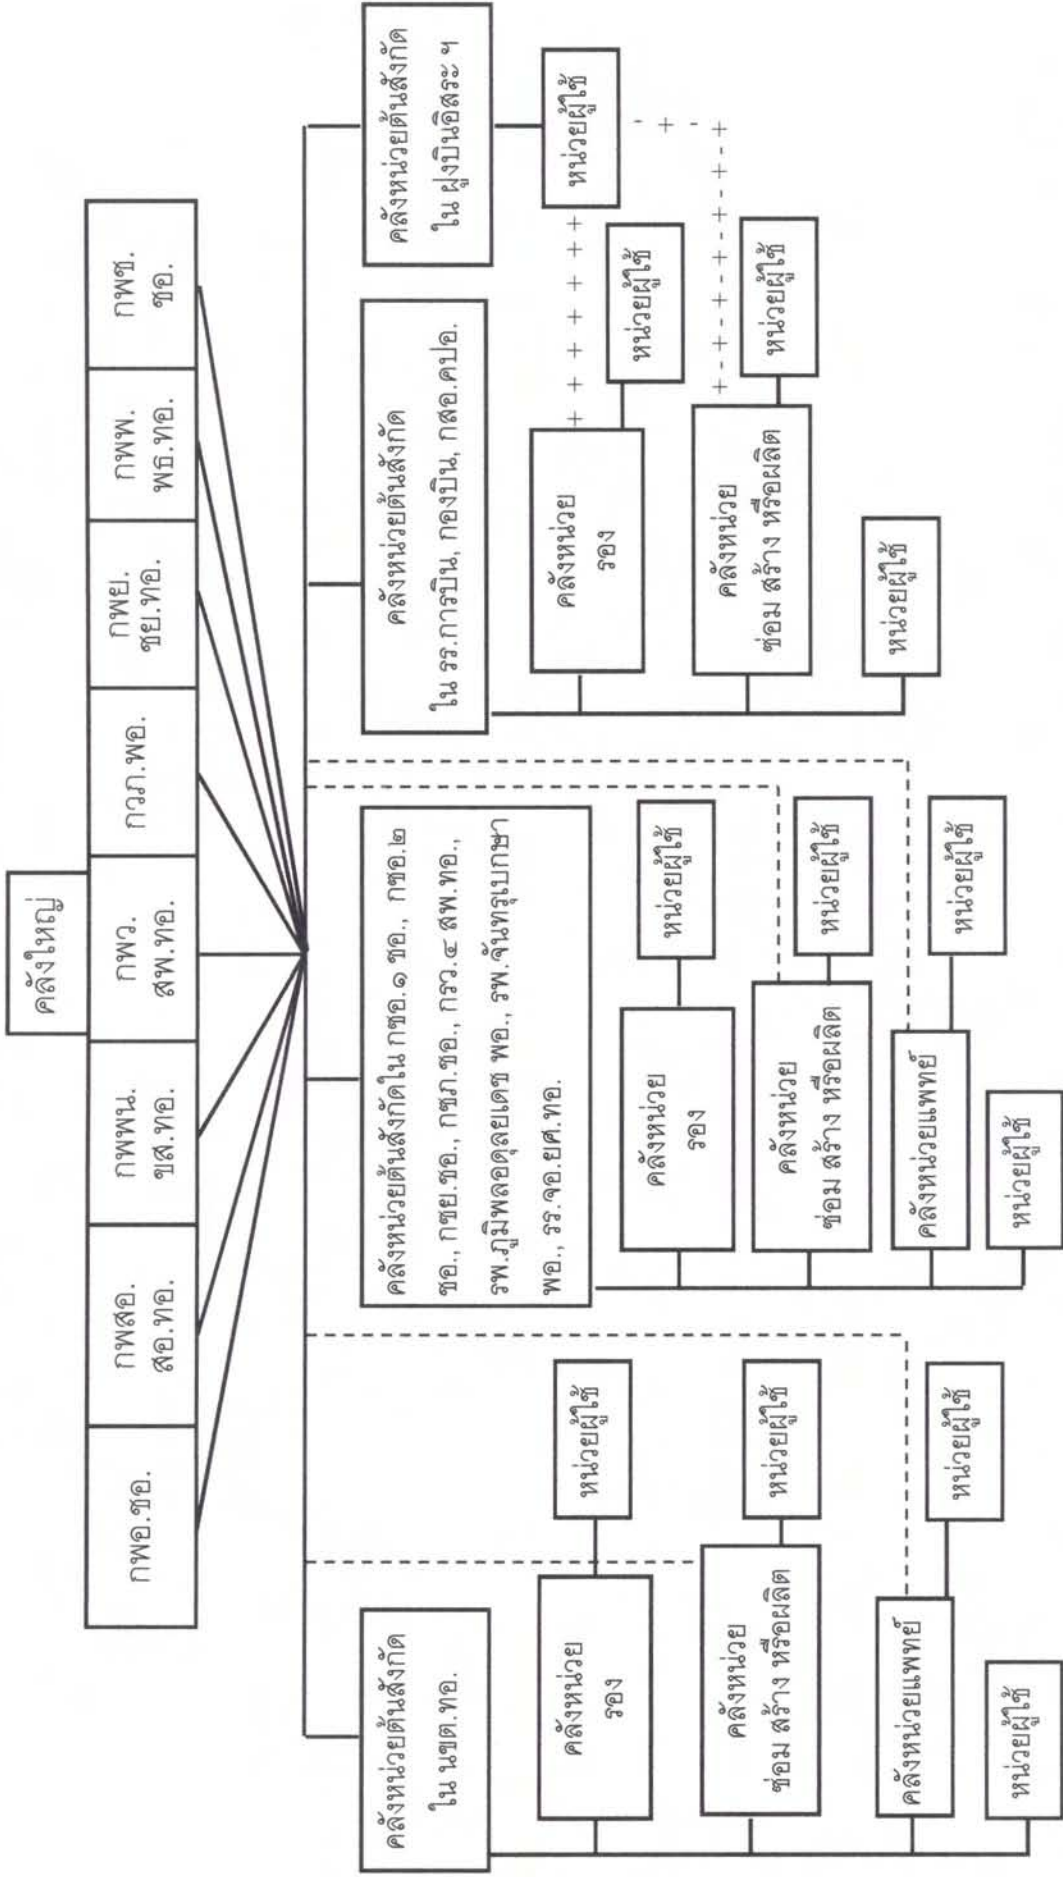 คลังใหญ่
กพอ.ชอ.
กพสอ.
สอ.ทอ.
กพพน.
ขส.ทอ.
กพว.
สพ.ทอ.
กวภ.พอ.
กพย.
ชย.ทอ.
กพพ.
พธ.ทอ.
กพช.
ชอ.
คลังหน่วยต้นสังกัด
ใน นขต.ทอ.
คลังหน่วย
รอง
หน่วยผู้ใช้
คลังหน่วย
ซ่อม สร้าง หรือผลิต
หน่วยผู้ใช้
คลังหน่วยแพทย์
หน่วยผู้ใช้
หน่วยผู้ใช้
คลังหน่วยต้นสังกัดใน กซอ.๑ ชอ., กซอ.๒
ชอ., กชย.ชอ., กชภ.ชอ., กรว.๔ สพ.ทอ.,
รพ.ภูมิพลอดุลยเดช พอ., รพ.จันทรุเบกษา
พอ., รร.จอ.ยศ.ทอ.
คลังหน่วย
รอง
หน่วยผู้ใช้
คลังหน่วย
ซ่อม สร้าง หรือผลิต
หน่วยผู้ใช้
คลังหน่วยแพทย์
หน่วยผู้ใช้
หน่วยผู้ใช้
คลังหน่วยต้นสังกัด
ใน รร.การบิน, กองบิน, กสอ.คปอ.
คลังหน่วย
รอง
หน่วยผู้ใช้
คลังหน่วย
ซ่อม สร้าง หรือผลิต
หน่วยผู้ใช้
หน่วยผู้ใช้
คลังหน่วยต้นสังกัด
ใน ฝูงบินอิสระ ฯ
หน่วยผู้ใช้